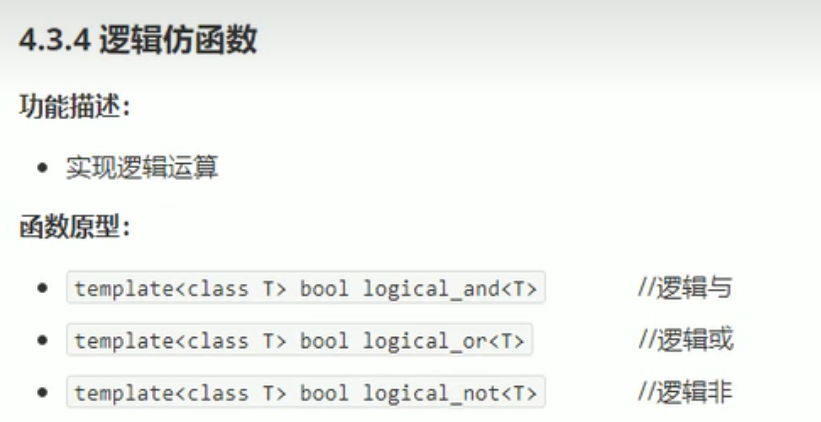 4.3.4 逻辑仿函数
功能描述：
实现逻辑运算
函数原型：
template<class T> bool logical_and<T> //逻辑与
template<class T> bool logical_or<T> //逻辑或
template<class T> bool logical_not<T> //逻辑非